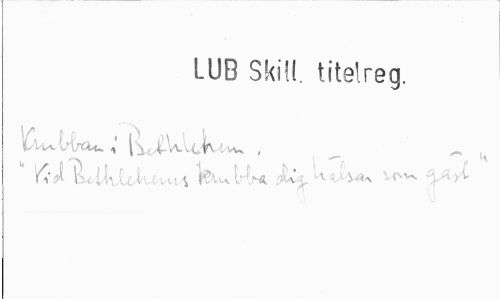 LUB Skill. titelreg.
Krubban i Bethlehem.
"Vid Bethlehems krubba dig hälsar som gäst"